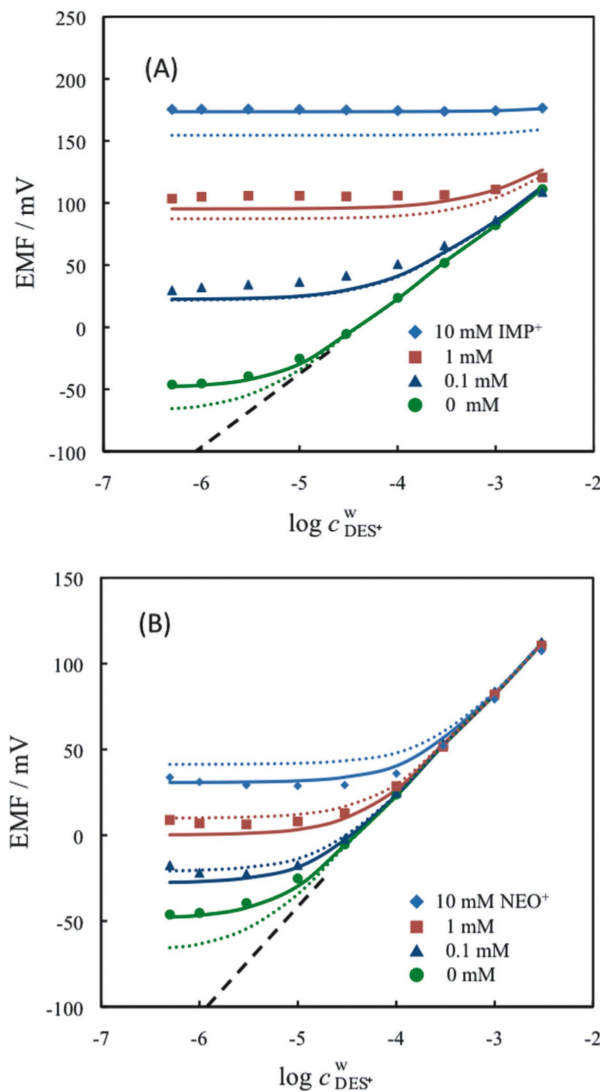 250
(A)
200
150
100
EMF / mV
50
0
-50
-100
10 mM IMP⁺
1 mM
0.1 mM
0 mM
-7 -6 -5 -4 -3 -2
log c^w_DES⁺
150
(B)
100
50
EMF / mV
0
-50
-100
10 mM NEO⁺
1 mM
0.1 mM
0 mM
-7 -6 -5 -4 -3 -2
log c^w_DES⁺